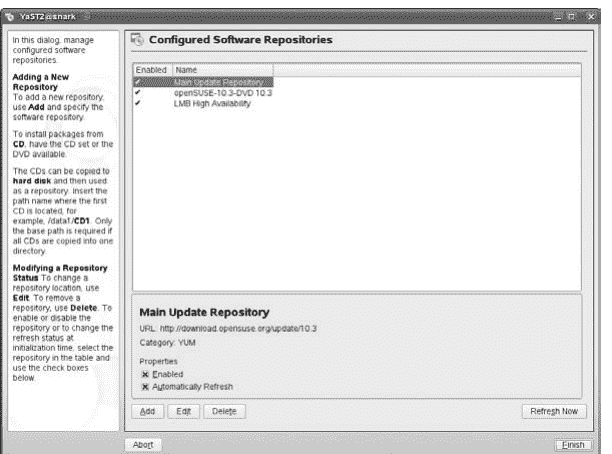 YaST2@snark
In this dialog, manage
configured software
repositories.
Adding a New
Repository
To add a new repository,
use Add and specify the
software repository.
To install packages from
CD, have the CD set or the
DVD available.
The CDs can be copied to
hard disk and then used
as a repository. Insert the
path name where the first
CD is located, for
example, /data1/CD1. Only
the base path is required if
all CDs are copied into one
directory.
Modifying a Repository
Status To change a
repository location, use
Edit. To remove a
repository, use Delete. To
enable or disable the
repository or to change the
refresh status at
initialization time, select the
repository in the table and
use the check boxes
below.
Configured Software Repositories
Enabled Name
Main Update Repository
openSUSE-10.3-DVD 10.3
LMB High Availability
Main Update Repository
URL: http://download.opensuse.org/update/10.3
Category: YUM
Properties
Enabled
Automatically Refresh
Add Edit Delete Refresh Now
Abort Finish